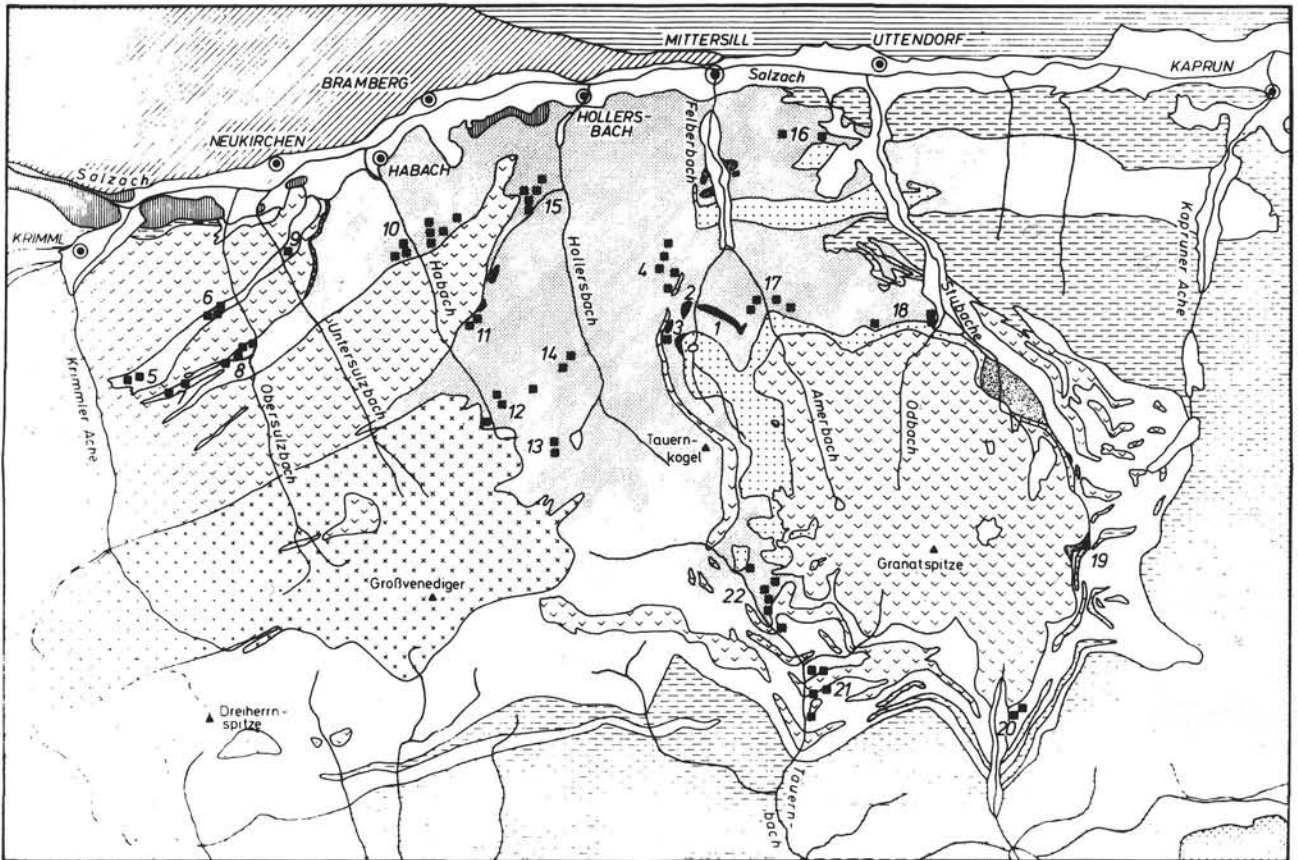 MITTERSILL
UTTENDORF
KAPRUN
Salzach
BRAMBERG
HOLLERS-
BACH
Felberbach
16
NEUKIRCHEN
HABACH
Salzach
KRIMML
9
10
15
Habach
Hollersbach
4
17
2
1
3
18
Stubache
Kapruner Ache
6
11
Untersulzbach
5
8
14
12
Obersulzbach
Krimmler Ache
13
Tauern-
kogel
Amerbach
Ödbach
19
Großvenediger
Granatspitze
22
Dreiherrn-
spitze
21
20
Tauern-
bach